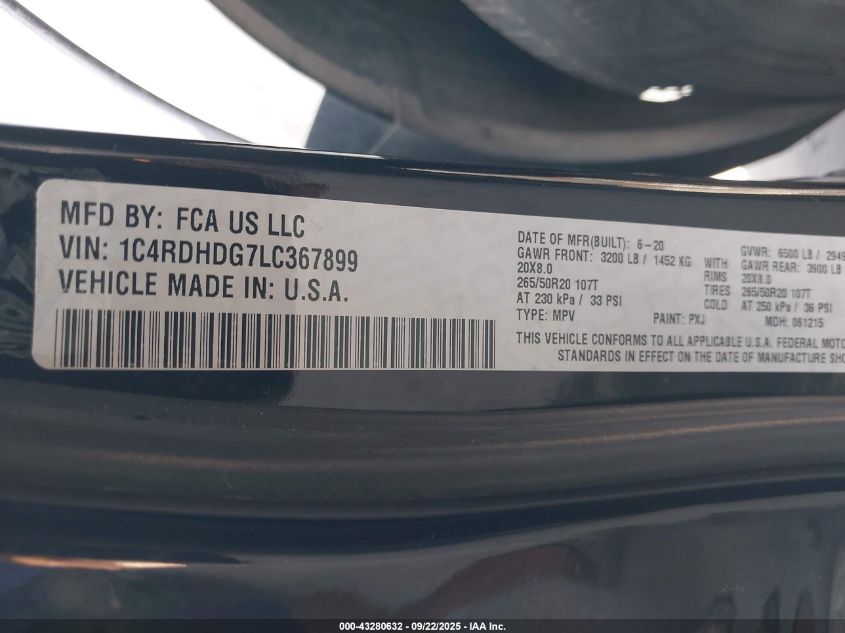 MFD BY: FCA US LLC
VIN: 1C4RDHDG7LC367899
VEHICLE MADE IN: U.S.A.
DATE OF MFR(BUILT): 6-20
GAWR FRONT: 3200 LB / 1452 KG WITH
20X8.0 RIMS
265/50R20 107T TIRES
AT 230 kPa / 33 PSI COLD
TYPE: MPV PAINT: PXJ
GVWR: 6500 LB / 2949
GAWR REAR: 3900 LB
20X8.0
265/50R20 107T
AT 250 kPa / 36 PSI
MDH: 061215
THIS VEHICLE CONFORMS TO ALL APPLICABLE U.S.A. FEDERAL MOTO
STANDARDS IN EFFECT ON THE DATE OF MANUFACTURE SHO
000-43280632 - 09/22/2025 - IAA Inc.